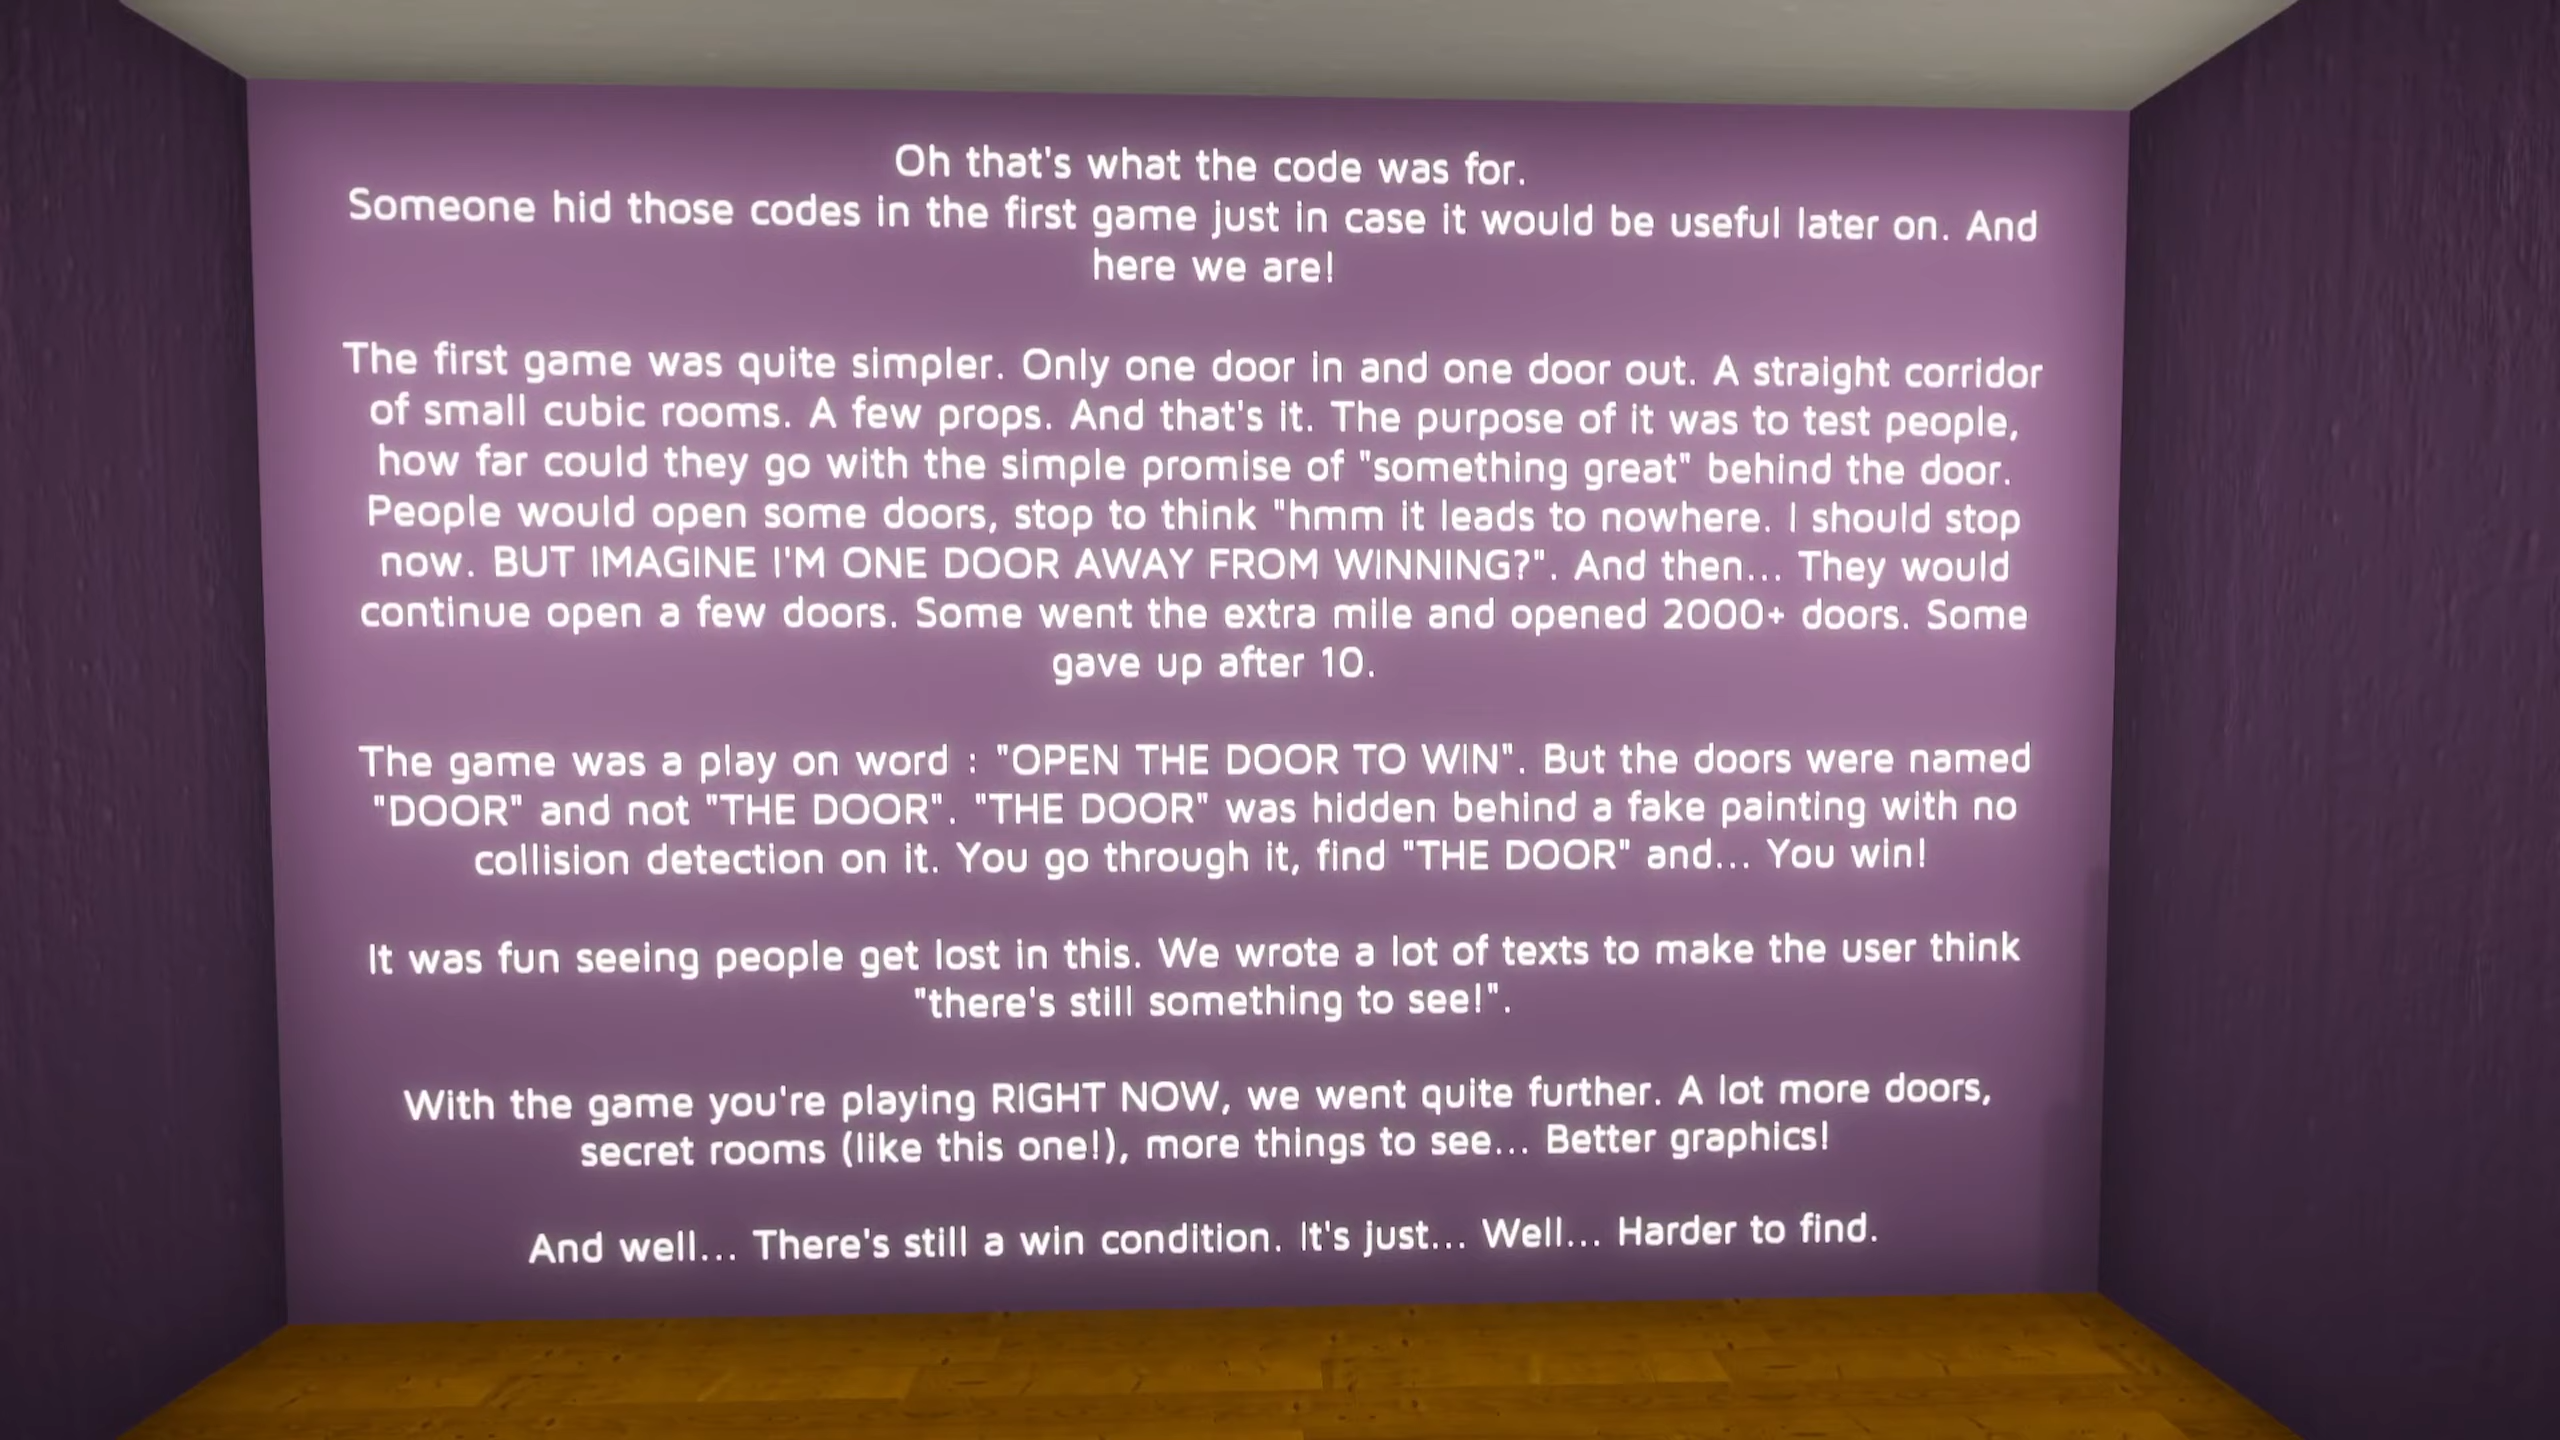 Oh that's what the code was for.
Someone hid those codes in the first game just in case it would be useful later on. And
here we are!
The first game was quite simpler. Only one door in and one door out. A straight corridor
of small cubic rooms. A few props. And that's it. The purpose of it was to test people,
how far could they go with the simple promise of "something great" behind the door.
People would open some doors, stop to think "hmm it leads to nowhere. I should stop
now. BUT IMAGINE I'M ONE DOOR AWAY FROM WINNING?". And then... They would
continue open a few doors. Some went the extra mile and opened 2000+ doors. Some
gave up after 10.
The game was a play on word : "OPEN THE DOOR TO WIN". But the doors were named
"DOOR" and not "THE DOOR". "THE DOOR" was hidden behind a fake painting with no
collision detection on it. You go through it, find "THE DOOR" and... You win!
It was fun seeing people get lost in this. We wrote a lot of texts to make the user think
"there's still something to see!".
With the game you're playing RIGHT NOW, we went quite further. A lot more doors,
secret rooms (like this one!), more things to see... Better graphics!
And well... There's still a win condition. It's just... Well... Harder to find.